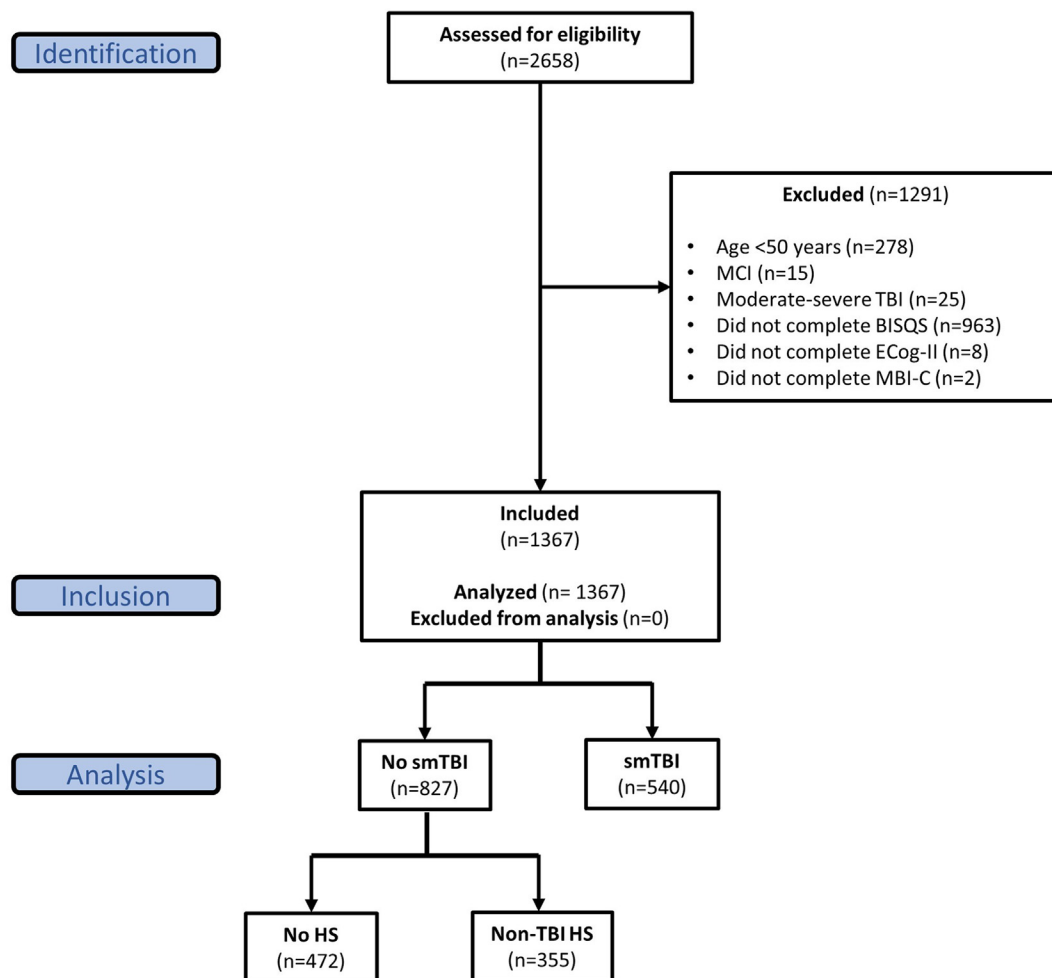 Identification
Assessed for eligibility
(n=2658)
Excluded (n=1291)
• Age <50 years (n=278)
• MCI (n=15)
• Moderate-severe TBI (n=25)
• Did not complete BISQS (n=963)
• Did not complete ECog-II (n=8)
• Did not complete MBI-C (n=2)
Inclusion
Included
(n=1367)
Analyzed (n= 1367)
Excluded from analysis (n=0)
Analysis
No smTBI
(n=827)
smTBI
(n=540)
No HS
(n=472)
Non-TBI HS
(n=355)